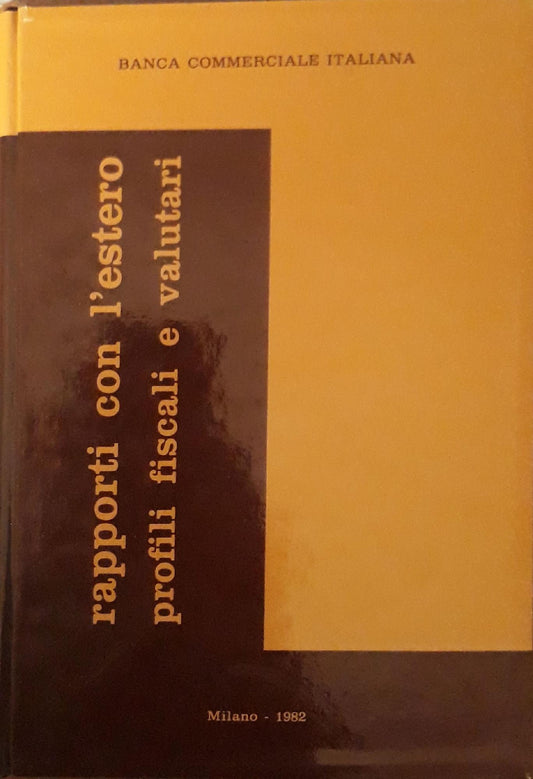 BANCA COMMERCIALE ITALIANA
rapporti con l'estero
profili fiscali e valutari
Milano - 1982